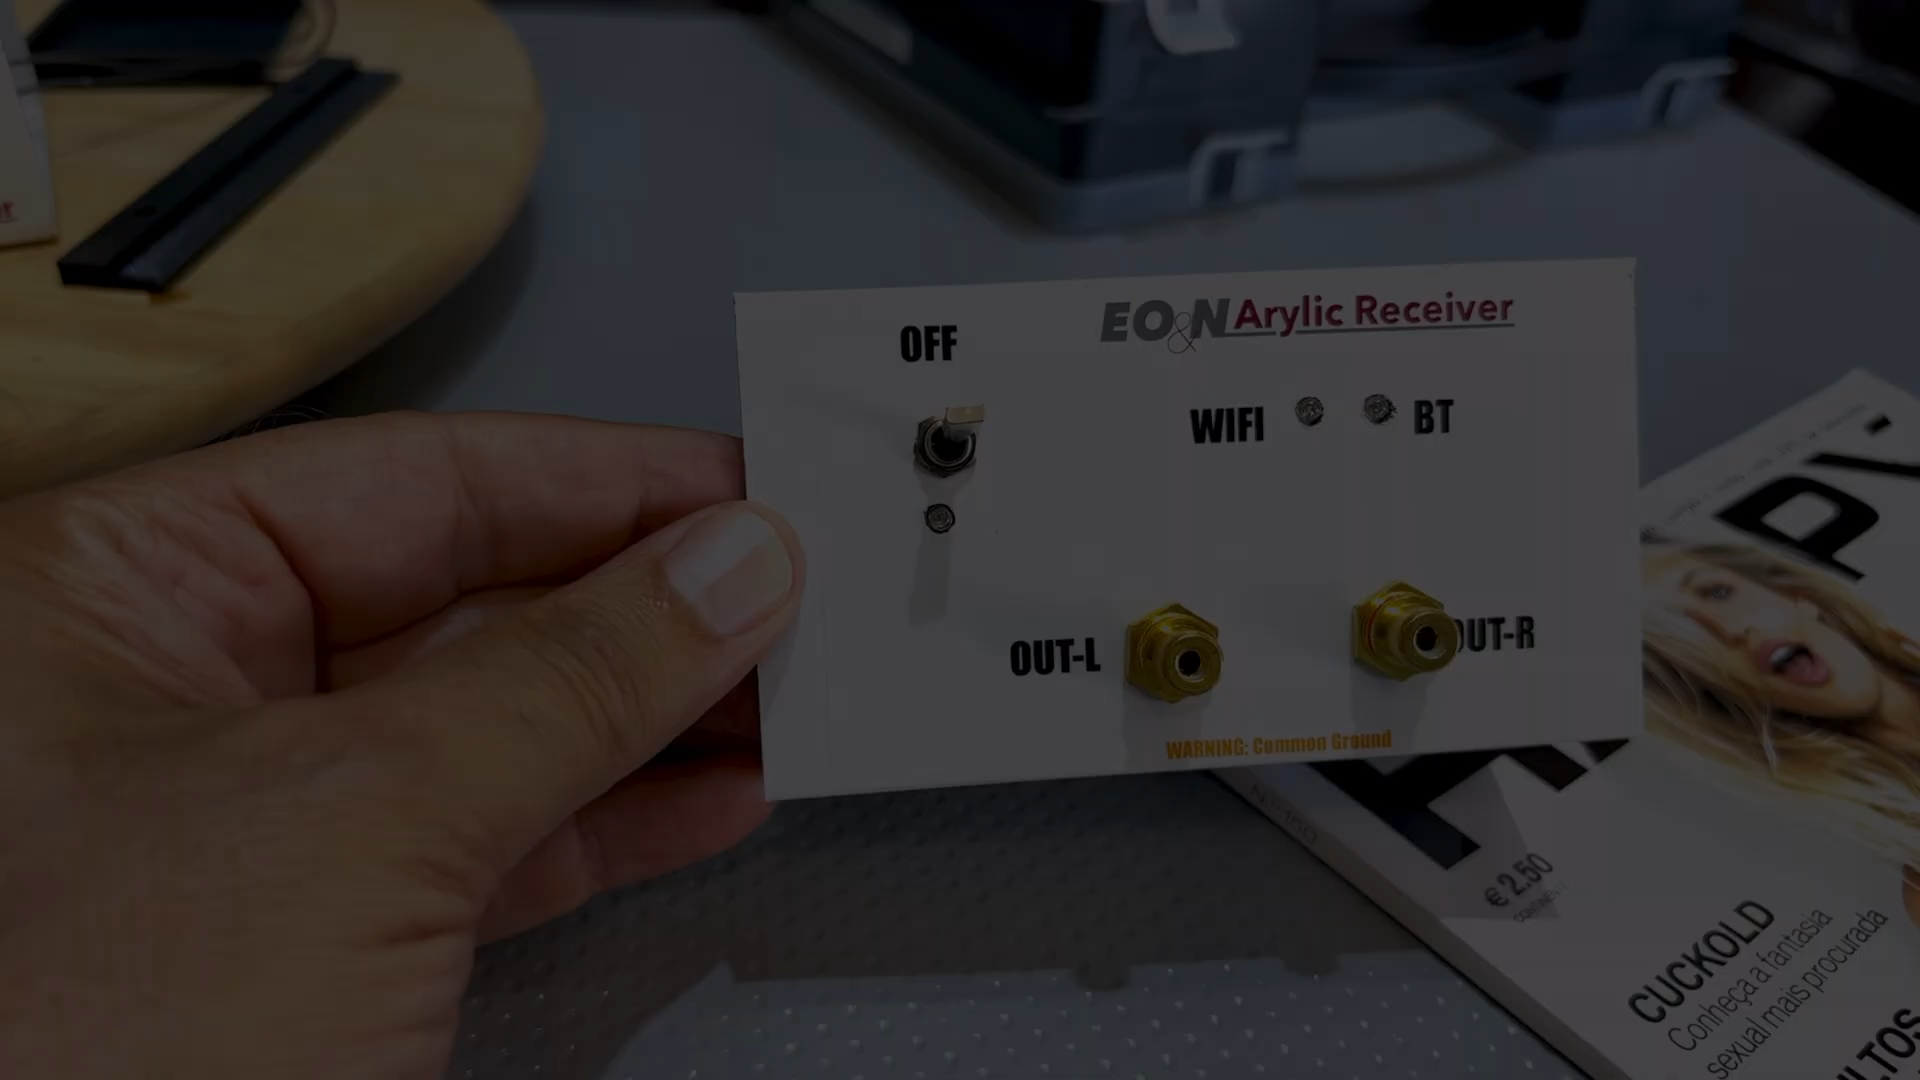 EO&N Arylic Receiver
OFF
WIFI
BT
OUT-L
OUT-R
WARNING: Common Ground
€ 2.50
CUCKOLD
Conheça a fantasia
sexual mais procurada